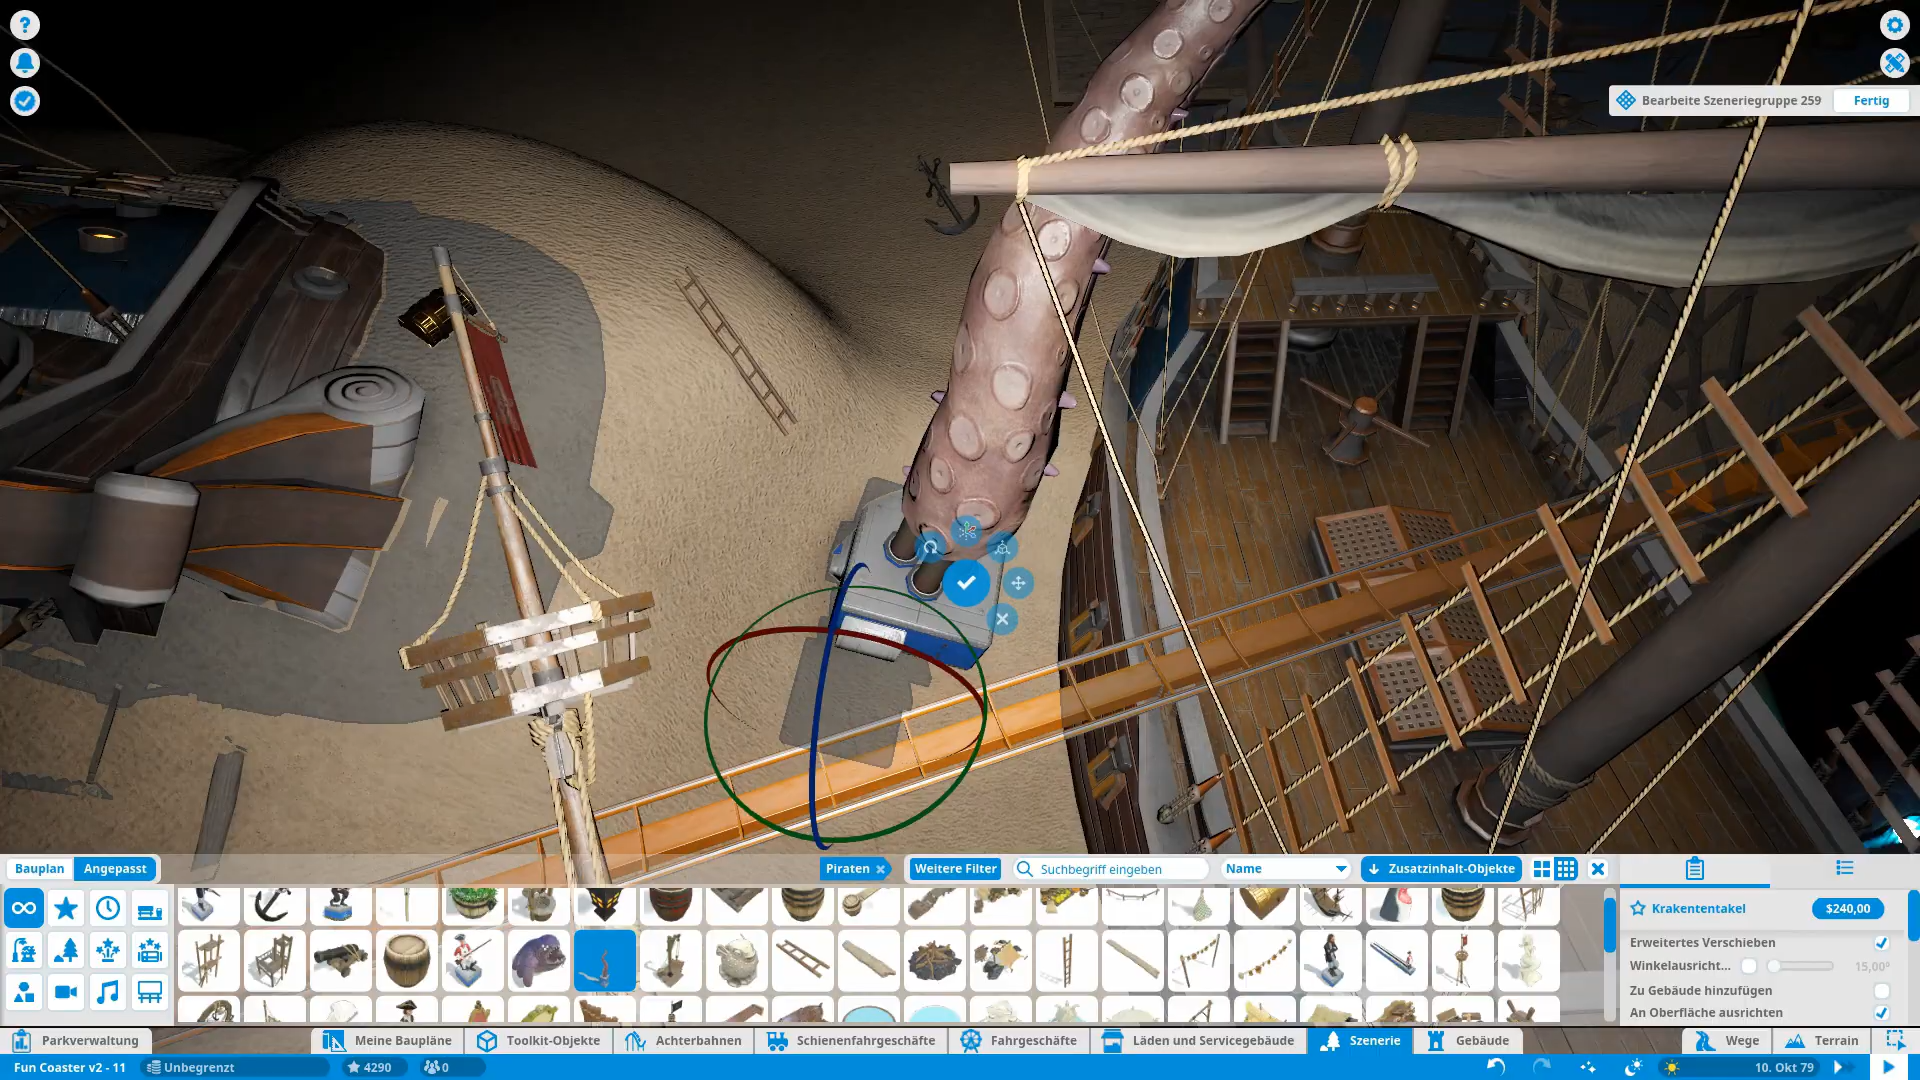 Bearbeite Szeneriegruppe 259
Fertig
Bauplan
Angepasst
Piraten
Weitere Filter
Suchbegriff eingeben
Name
Zusatzinhalt-Objekte
Krakententakel
$240,00
Erweitertes Verschieben
Winkelausricht...
15,00°
Zu Gebäude hinzufügen
An Oberfläche ausrichten
Parkverwaltung
Meine Baupläne
Toolkit-Objekte
Achterbahnen
Schienenfahrgeschäfte
Fahrgeschäfte
Läden und Servicegebäude
Szenerie
Gebäude
Wege
Terrain
Fun Coaster v2 - 11
Unbegrenzt
4290
0
10. Okt 79